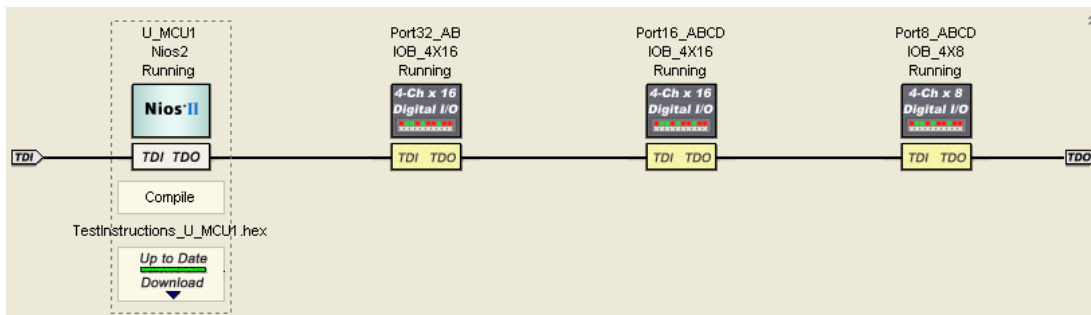 U_MCU1
Nios2
Running
Nios II
TDI TDO
Compile
TestInstructions_U_MCU1.hex
Up to Date
Download
Port32_AB
IOB_4X16
Running
4-Ch x 16
Digital I/O
TDI TDO
Port16_ABCD
IOB_4X16
Running
4-Ch x 16
Digital I/O
TDI TDO
Port8_ABCD
IOB_4X8
Running
4-Ch x 8
Digital I/O
TDI TDO
TDI
TDO